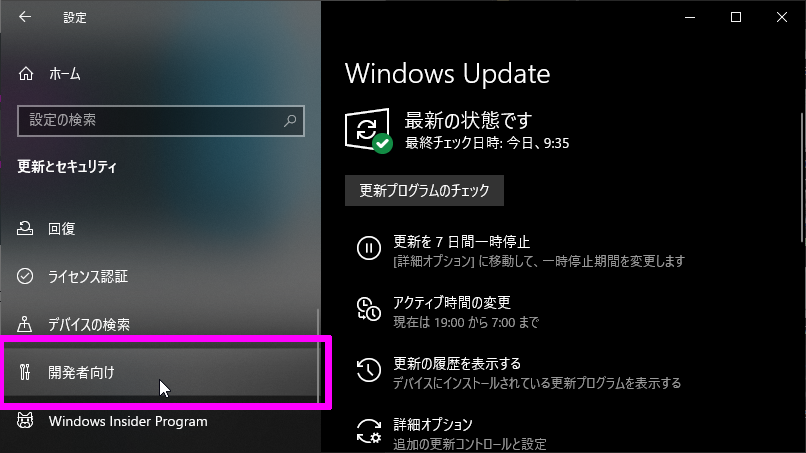 設定
ホーム
設定の検索
更新とセキュリティ
回復
ライセンス認証
デバイスの検索
開発者向け
Windows Insider Program
Windows Update
最新の状態です
最終チェック日時: 今日、9:35
更新プログラムのチェック
更新を 7 日間一時停止
[詳細オプション] に移動して、一時停止期間を変更します
アクティブ時間の変更
現在は 19:00 から 7:00 まで
更新の履歴を表示する
デバイスにインストールされている更新プログラムを表示する
詳細オプション
追加の更新コントロールと設定